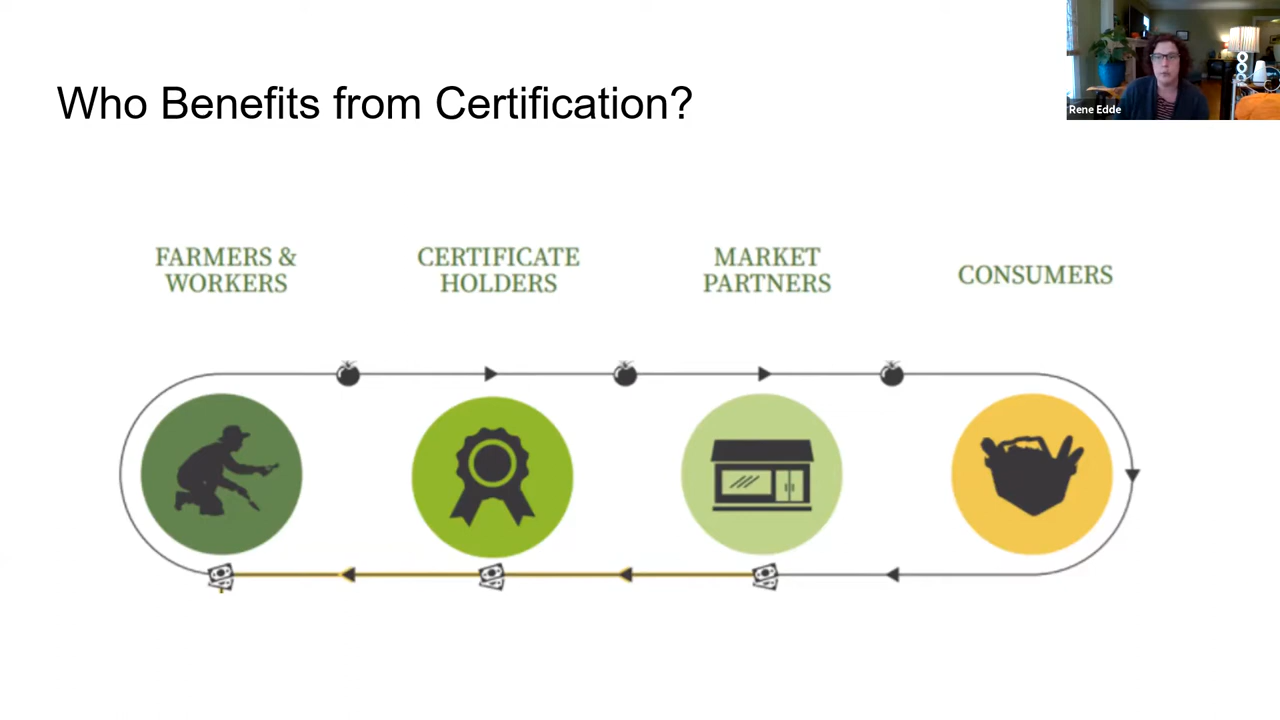 Who Benefits from Certification?
Rene Edde
FARMERS &
WORKERS
CERTIFICATE
HOLDERS
MARKET
PARTNERS
CONSUMERS